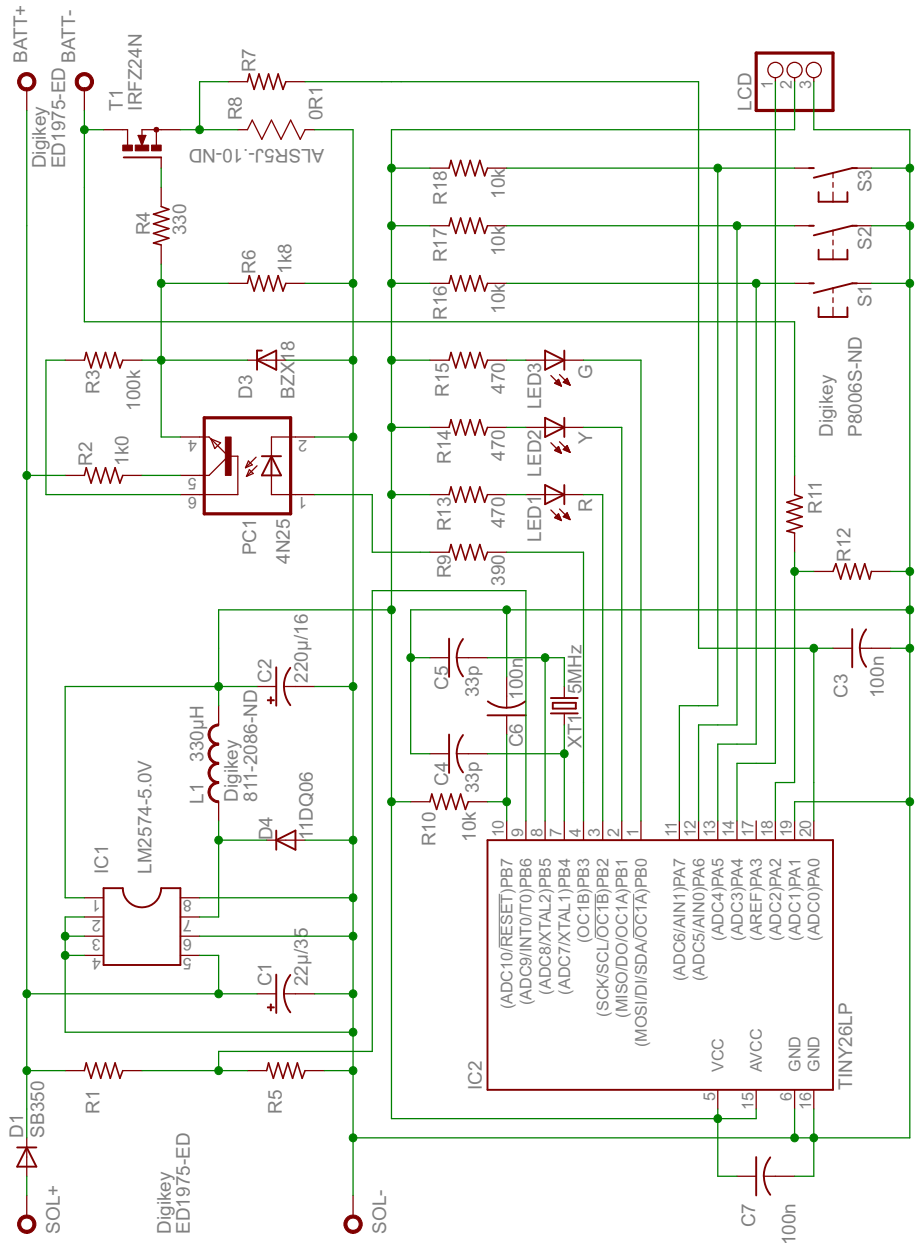 BATT+
BATT-
Digikey
ED1975-ED
T1
IRFZ24N
R7
R8
0R1
ALSR5J-.10-ND
R4
330
R6
1k8
R3
100k
D3
BZX18
R2
1k0
4
5
6
2
1
PC1
4N25
LCD
1
2
3
R18
10k
R17
10k
R16
10k
S3
S2
S1
R15
470
LED3
G
R14
470
LED2
Y
R13
470
LED1
R
R9
390
Digikey
P8006S-ND
R11
R12
C3
100n
C2
220µ/16
L1
330µH
Digikey
811-2086-ND
D4
11DQ06
IC1
LM2574-5.0V
1
2
3
4
8
7
6
5
C1
22µ/35
R1
R5
D1
SB350
SOL+
Digikey
ED1975-ED
SOL-
C5
33p
C4
33p
C6
100n
XT1
5MHz
R10
10k
10
9
8
7
4
3
2
1
11
12
13
14
17
18
19
20
(ADC10/RESET)PB7
(ADC9/INT0/T0)PB6
(ADC8/XTAL2)PB5
(ADC7/XTAL1)PB4
(OC1B)PB3
(SCK/SCL/OC1B)PB2
(MISO/DO/OC1A)PB1
(MOSI/DI/SDA/OC1A)PB0
(ADC6/AIN1)PA7
(ADC5/AIN0)PA6
(ADC4)PA5
(ADC3)PA4
(AREF)PA3
(ADC2)PA2
(ADC1)PA1
(ADC0)PA0
VCC
AVCC
GND
GND
5
15
6
16
IC2
TINY26LP
C7
100n